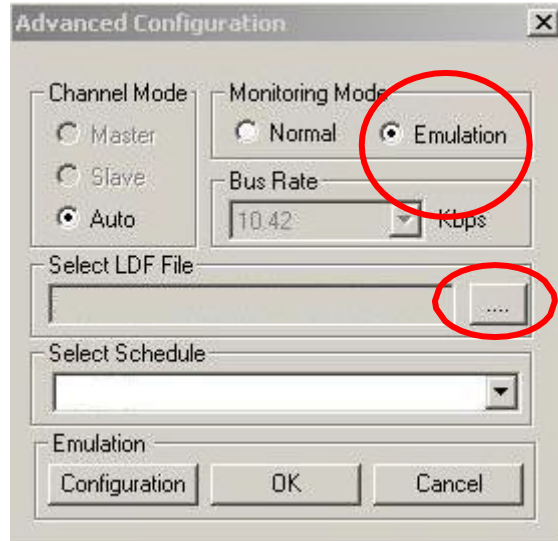 Advanced Configuration
Channel Mode
Master
Slave
Auto
Monitoring Mode
Normal
Emulation
Bus Rate
10.42
Kbps
Select LDF File
....
Select Schedule
Emulation
Configuration
OK
Cancel